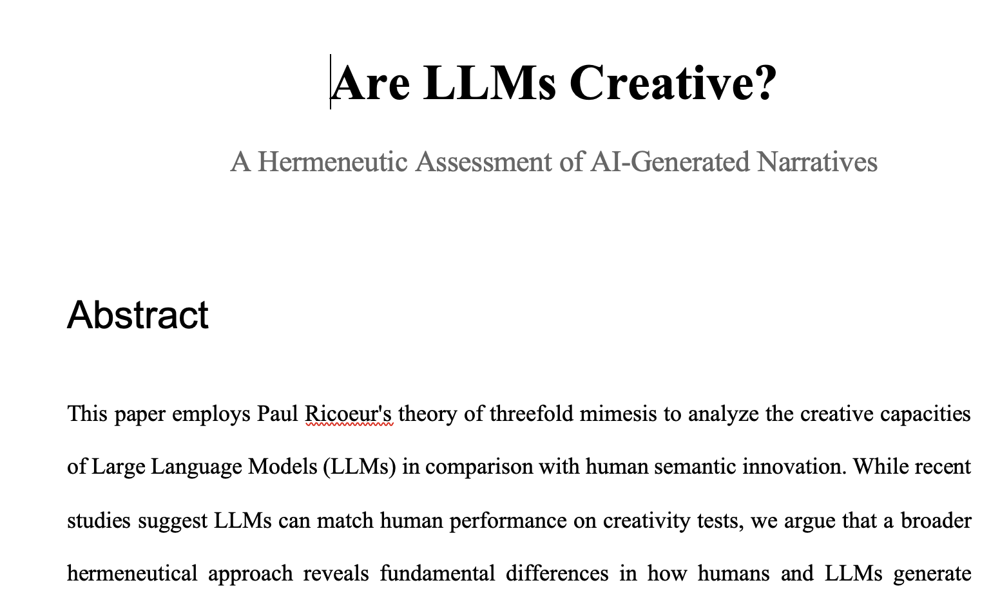 Are LLMs Creative?
A Hermeneutic Assessment of AI-Generated Narratives
Abstract
This paper employs Paul Ricoeur's theory of threefold mimesis to analyze the creative capacities
of Large Language Models (LLMs) in comparison with human semantic innovation. While recent
studies suggest LLMs can match human performance on creativity tests, we argue that a broader
hermeneutical approach reveals fundamental differences in how humans and LLMs generate